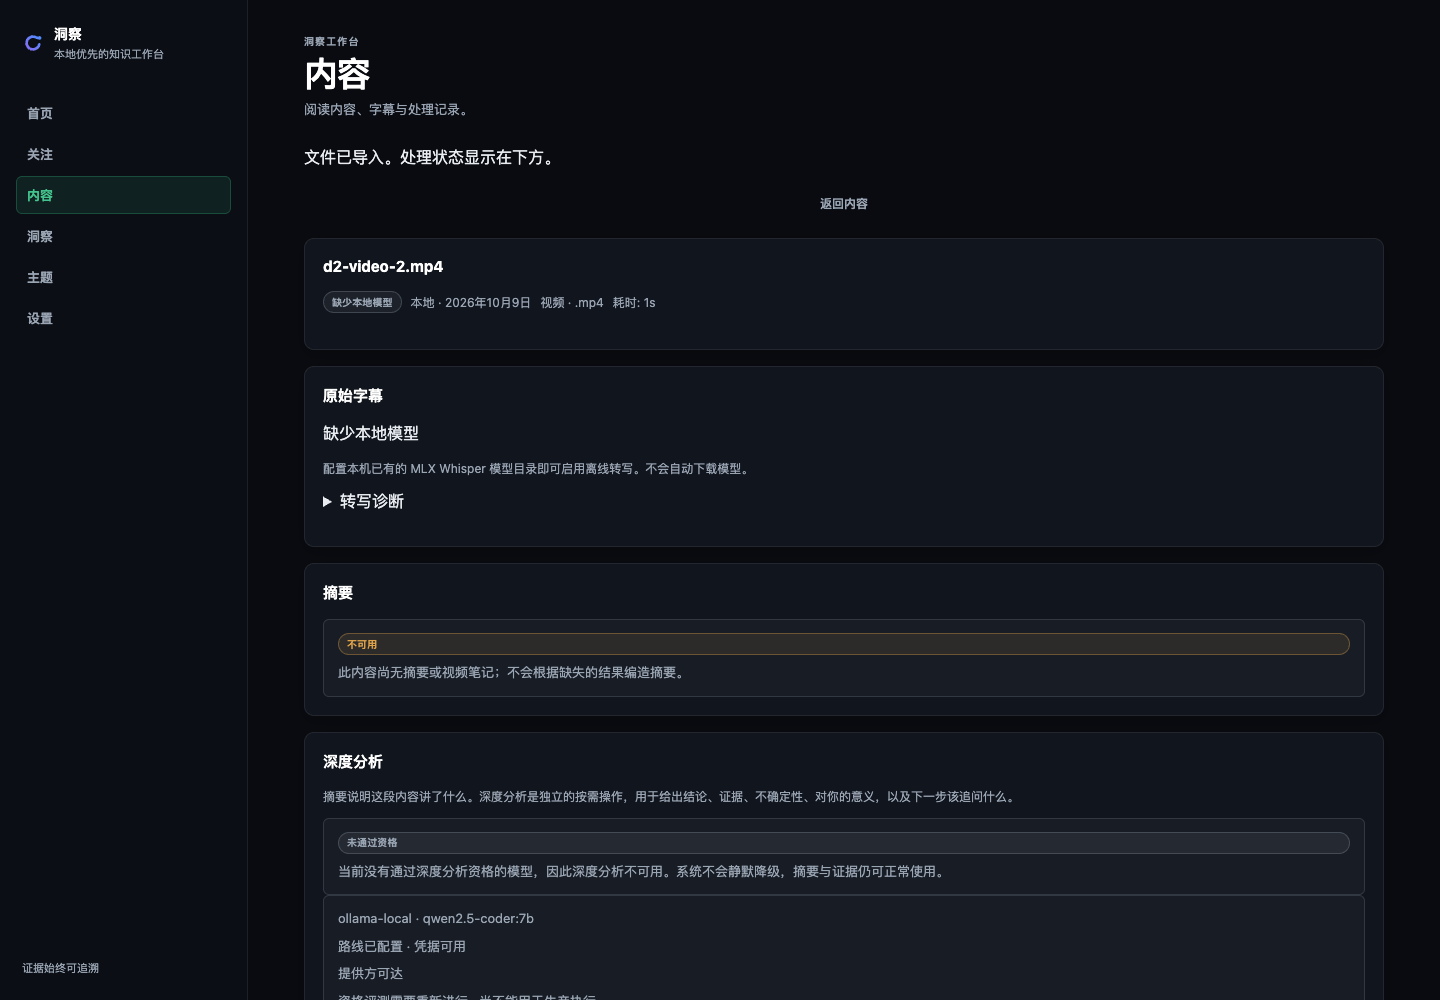 洞察
本地优先的知识工作台
首页
关注
内容
洞察
主题
设置
证据始终可追溯
洞察工作台
内容
阅读内容、字幕与处理记录。
文件已导入。处理状态显示在下方。
返回内容
d2-video-2.mp4
缺少本地模型 本地 · 2026年10月9日 视频 · .mp4 耗时: 1s
原始字幕
缺少本地模型
配置本机已有的 MLX Whisper 模型目录即可启用离线转写。不会自动下载模型。
▶ 转写诊断
摘要
不可用
此内容尚无摘要或视频笔记；不会根据缺失的结果编造摘要。
深度分析
摘要说明这段内容讲了什么。深度分析是独立的按需操作，用于给出结论、证据、不确定性、对你的意义，以及下一步该追问什么。
未通过资格
当前没有通过深度分析资格的模型，因此深度分析不可用。系统不会静默降级，摘要与证据仍可正常使用。
ollama-local · qwen2.5-coder:7b
路线已配置 · 凭据可用
提供方可达